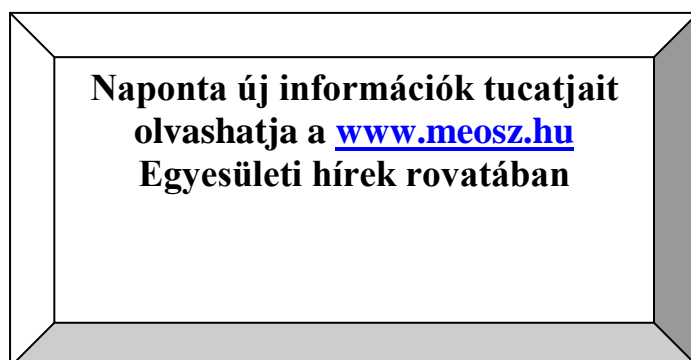 Naponta új információk tucatjait
olvashatja a www.meosz.hu
Egyesületi hírek rovatában